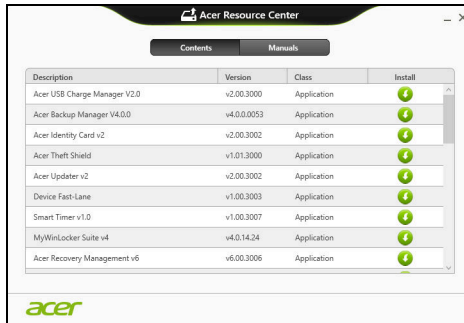 Acer Resource Center
Contents Manuals
Description Version Class Install
Acer USB Charge Manager V2.0 v2.00.3000 Application
Acer Backup Manager V4.0.0 v4.0.0.0053 Application
Acer Identity Card v2 v2.00.3002 Application
Acer Theft Shield v1.01.3000 Application
Acer Updater v2 v2.00.3002 Application
Device Fast-Lane v1.00.3003 Application
Smart Timer v1.0 v1.00.3007 Application
MyWinLocker Suite v4 v4.0.14.24 Application
Acer Recovery Management v6 v6.00.3006 Application
acer